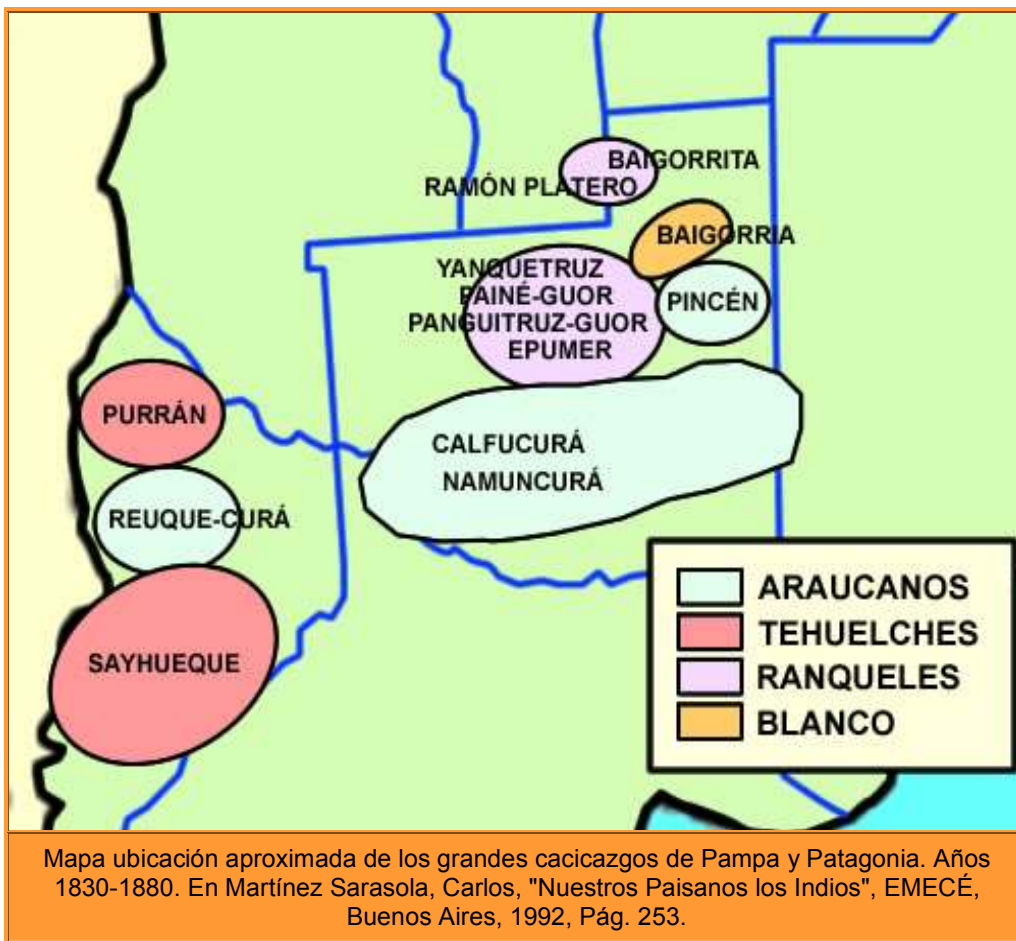 BAIGORRITA
RAMÓN PLATERO
BAIGORRIA
YANQUETRUZ
PAINÉ-GUOR
PANGUITRUZ-GUOR
EPUMER
PINCÉN
PURRÁN
CALFUCURÁ
NAMUNCURÁ
REUQUE-CURÁ
SAYHUEQUE
ARAUCANOS
TEHUELCHES
RANQUELES
BLANCO
Mapa ubicación aproximada de los grandes cacicazgos de Pampa y Patagonia. Años
1830-1880. En Martínez Sarasola, Carlos, "Nuestros Paisanos los Indios", EMECÉ,
Buenos Aires, 1992, Pág. 253.